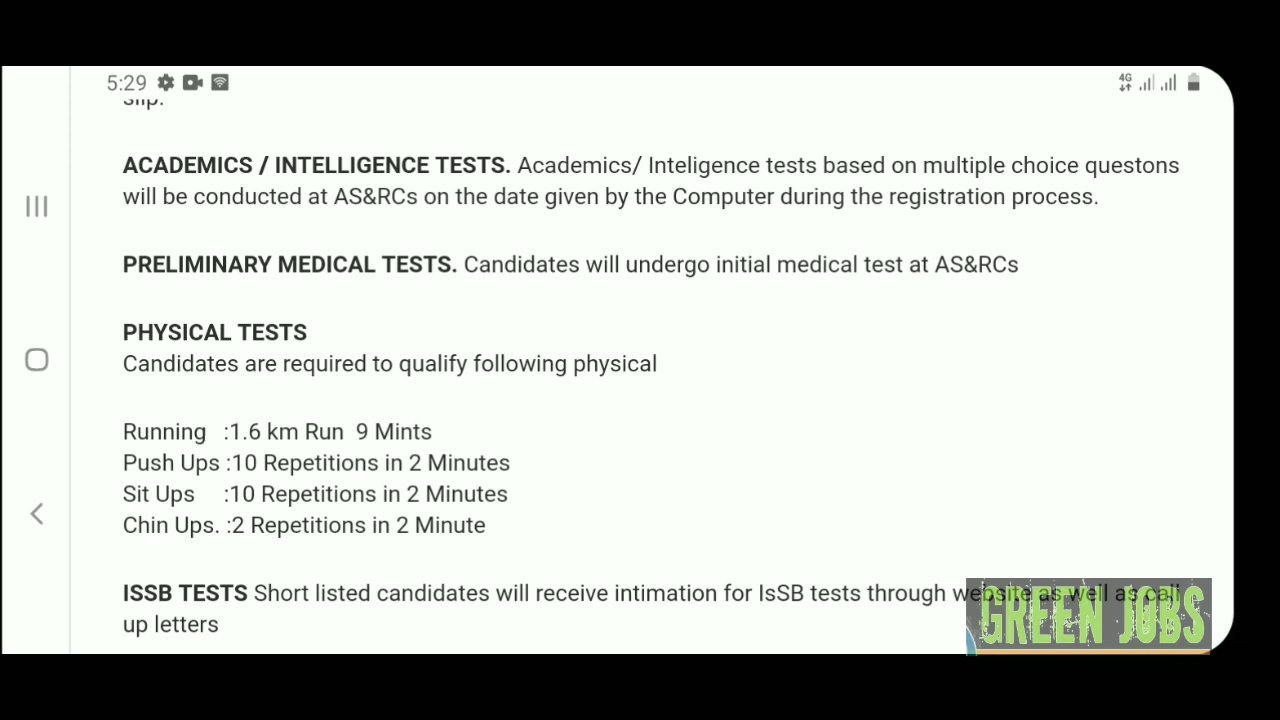 5:29
4G
slip.
ACADEMICS / INTELLIGENCE TESTS. Academics/ Inteligence tests based on multiple choice questons
will be conducted at AS&RCs on the date given by the Computer during the registration process.
PRELIMINARY MEDICAL TESTS. Candidates will undergo initial medical test at AS&RCs
PHYSICAL TESTS
Candidates are required to qualify following physical
Running :1.6 km Run 9 Mints
Push Ups :10 Repetitions in 2 Minutes
Sit Ups :10 Repetitions in 2 Minutes
Chin Ups. :2 Repetitions in 2 Minute
ISSB TESTS Short listed candidates will receive intimation for IsSB tests through website as well as call
up letters
GREEN JOBS